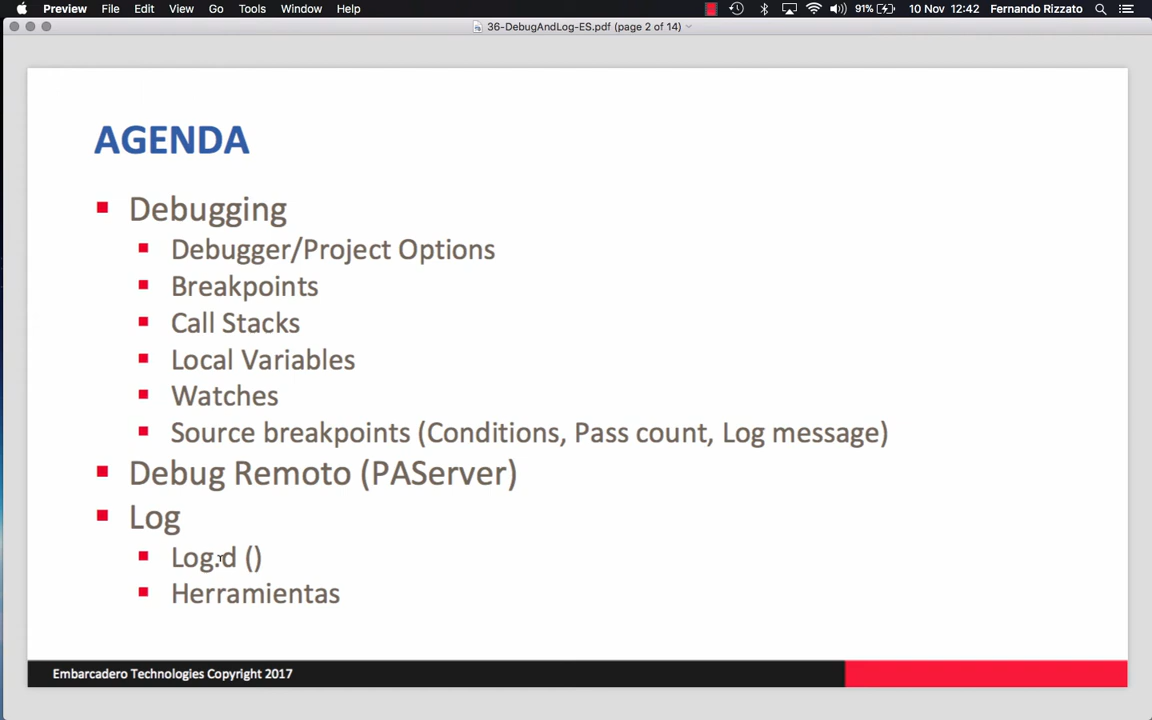 Preview File Edit View Go Tools Window Help 91% 10 Nov 12:42 Fernando Rizzato
36-DebugAndLog-ES.pdf (page 2 of 14)
AGENDA
Debugging
Debugger/Project Options
Breakpoints
Call Stacks
Local Variables
Watches
Source breakpoints (Conditions, Pass count, Log message)
Debug Remoto (PAServer)
Log
Log.d ()
Herramientas
Embarcadero Technologies Copyright 2017